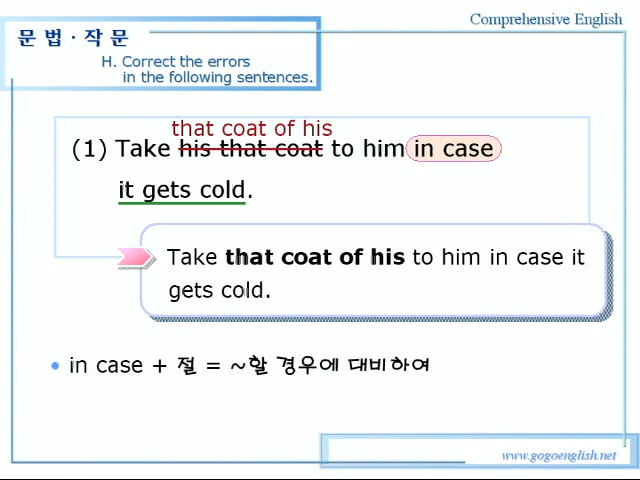 Comprehensive English
문 법 · 작 문
H. Correct the errors
in the following sentences.
that coat of his
(1) Take his that coat to him in case
it gets cold.
Take that coat of his to him in case it
gets cold.
• in case + 절 = ~할 경우에 대비하여
www.gogoenglish.net